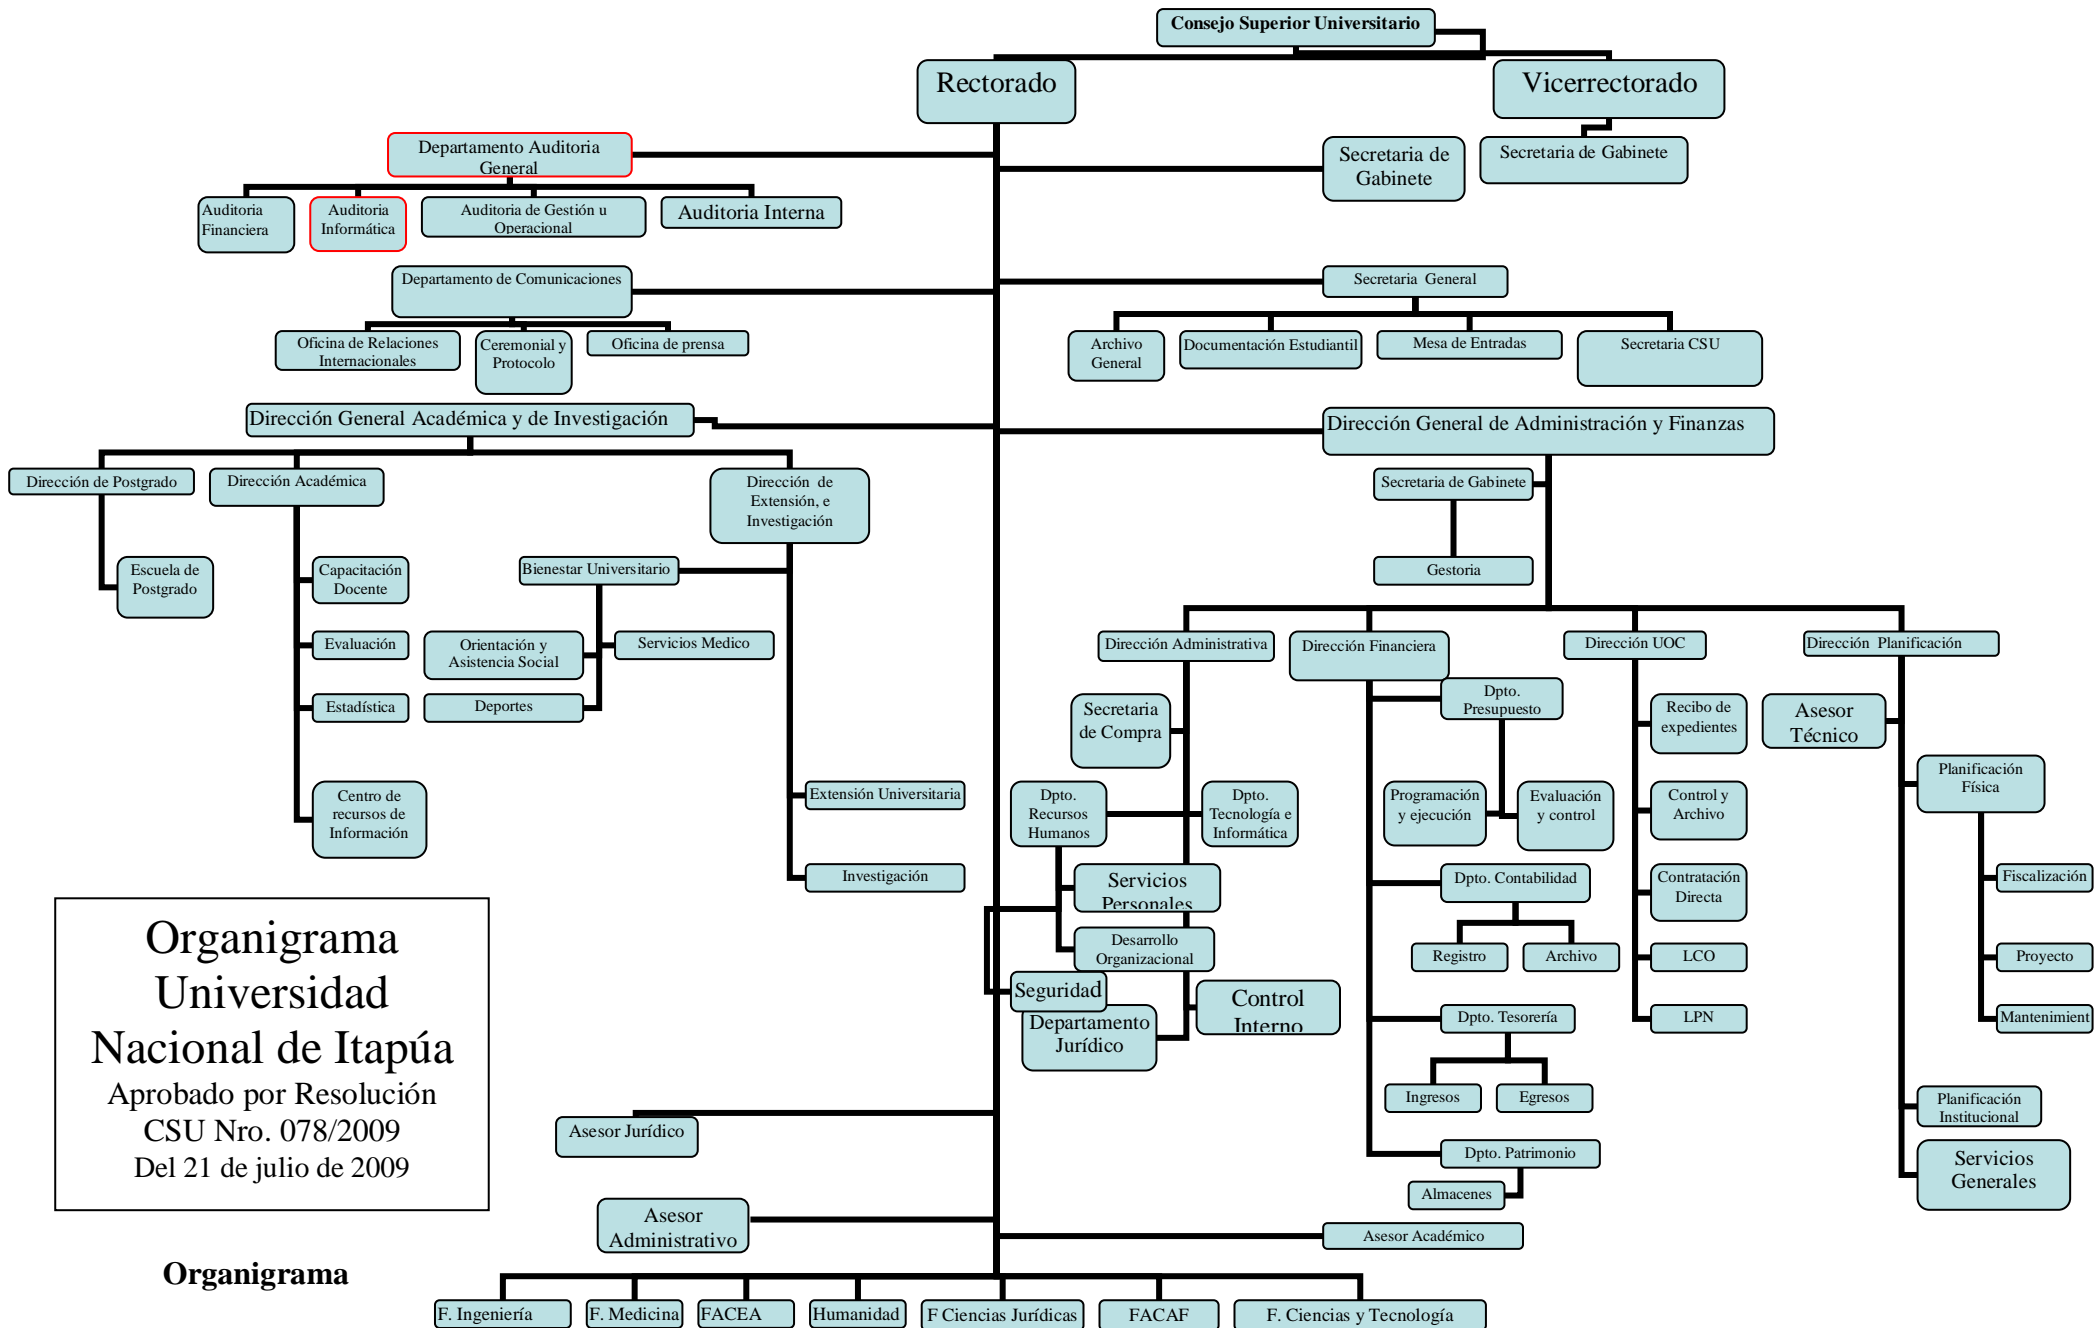 Consejo Superior Universitario
Rectorado
Vicerrectorado
Departamento Auditoria
General
Secretaria de
Gabinete
Secretaria de Gabinete
Auditoria
Financiera
Auditoria
Informática
Auditoria de Gestión u
Operacional
Auditoria Interna
Departamento de Comunicaciones
Secretaria General
Oficina de Relaciones
Internacionales
Ceremonial y
Protocolo
Oficina de prensa
Archivo
General
Documentación Estudiantil
Mesa de Entradas
Secretaria CSU
Dirección General Académica y de Investigación
Dirección General de Administración y Finanzas
Dirección de Postgrado
Dirección Académica
Dirección de
Extensión, e
Investigación
Secretaria de Gabinete
Gestoria
Escuela de
Postgrado
Capacitación
Docente
Bienestar Universitario
Evaluación
Orientación y
Asistencia Social
Servicios Medico
Estadística
Deportes
Centro de
recursos de
Información
Extensión Universitaria
Investigación
Dirección Administrativa
Dirección Financiera
Dirección UOC
Dirección Planificación
Secretaria
de Compra
Dpto.
Presupuesto
Recibo de
expedientes
Asesor
Técnico
Dpto.
Recursos
Humanos
Dpto.
Tecnología e
Informática
Programación
y ejecución
Evaluación
y control
Control y
Archivo
Planificación
Física
Servicios
Personales
Dpto. Contabilidad
Contratación
Directa
Fiscalización
Desarrollo
Organizacional
Registro
Archivo
LCO
Proyecto
Seguridad
Control
Interno
Departamento
Jurídico
Dpto. Tesorería
LPN
Mantenimient
Ingresos
Egresos
Planificación
Institucional
Dpto. Patrimonio
Servicios
Generales
Almacenes
Organigrama
Universidad
Nacional de Itapúa
Aprobado por Resolución
CSU Nro. 078/2009
Del 21 de julio de 2009
Asesor Jurídico
Asesor
Administrativo
Asesor Académico
Organigrama
F. Ingeniería
F. Medicina
FACEA
Humanidad
F Ciencias Jurídicas
FACAF
F. Ciencias y Tecnología